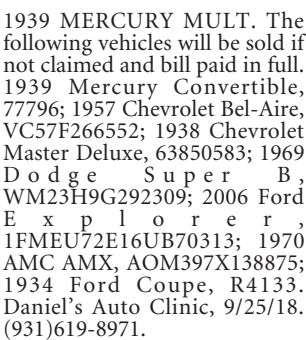 1939 MERCURY MULT. The
following vehicles will be sold if
not claimed and bill paid in full.
1939 Mercury Convertible,
77796; 1957 Chevrolet Bel-Aire,
VC57F266552; 1938 Chevrolet
Master Deluxe, 63850583; 1969
Dodge Super B,
WM23H9G292309; 2006 Ford
Explorer,
1FMEU72E16UB70313; 1970
AMC AMX, AOM397X138875;
1934 Ford Coupe, R4133.
Daniel's Auto Clinic, 9/25/18.
(931)619-8971.